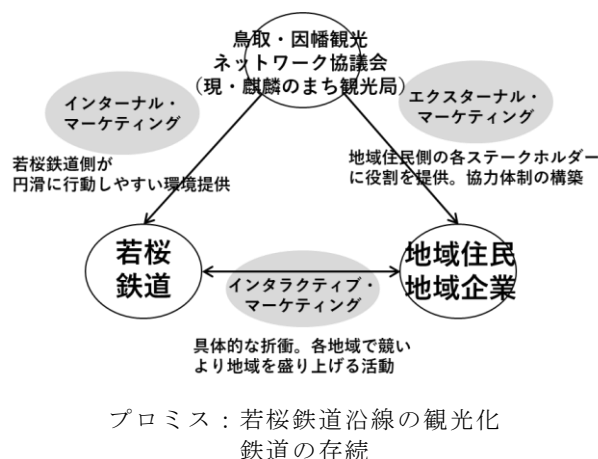 鳥取・因幡観光
ネットワーク協議会
（現・麒麟のまち観光局）
インターナル・
マーケティング
エクスターナル・
マーケティング
若桜鉄道側が
円滑に行動しやすい環境提供
地域住民側の各ステークホルダー
に役割を提供。協力体制の構築
若桜
鉄道
地域住民
地域企業
インタラクティブ・
マーケティング
具体的な折衝。各地域で競い
より地域を盛り上げる活動
プロミス：若桜鉄道沿線の観光化
鉄道の存続